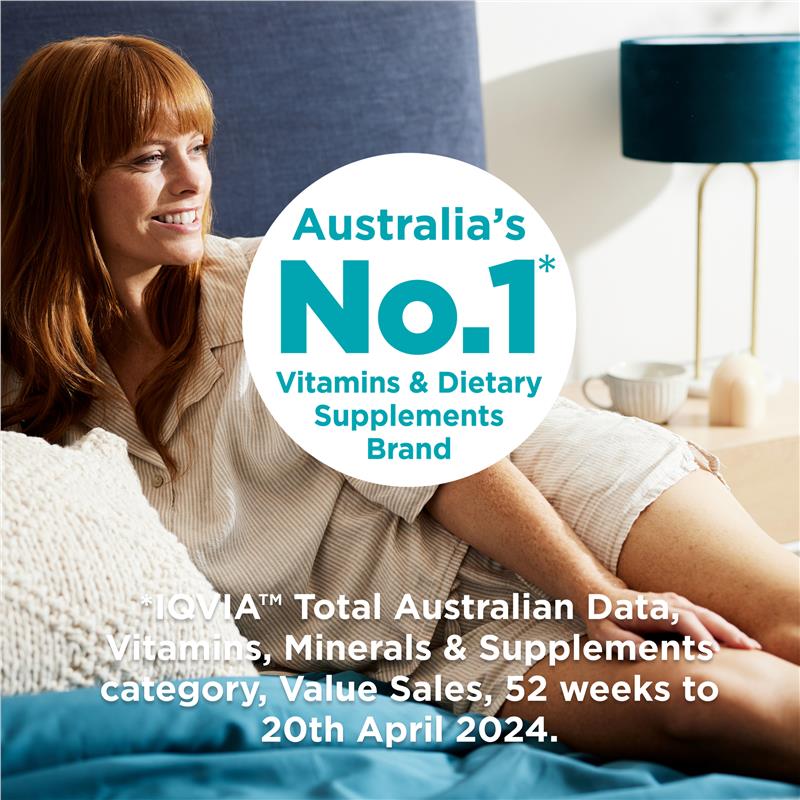 Australia's
No.1*
Vitamins & Dietary
Supplements
Brand
*IQVIA™ Total Australian Data,
Vitamins, Minerals & Supplements
category, Value Sales, 52 weeks to
20th April 2024.